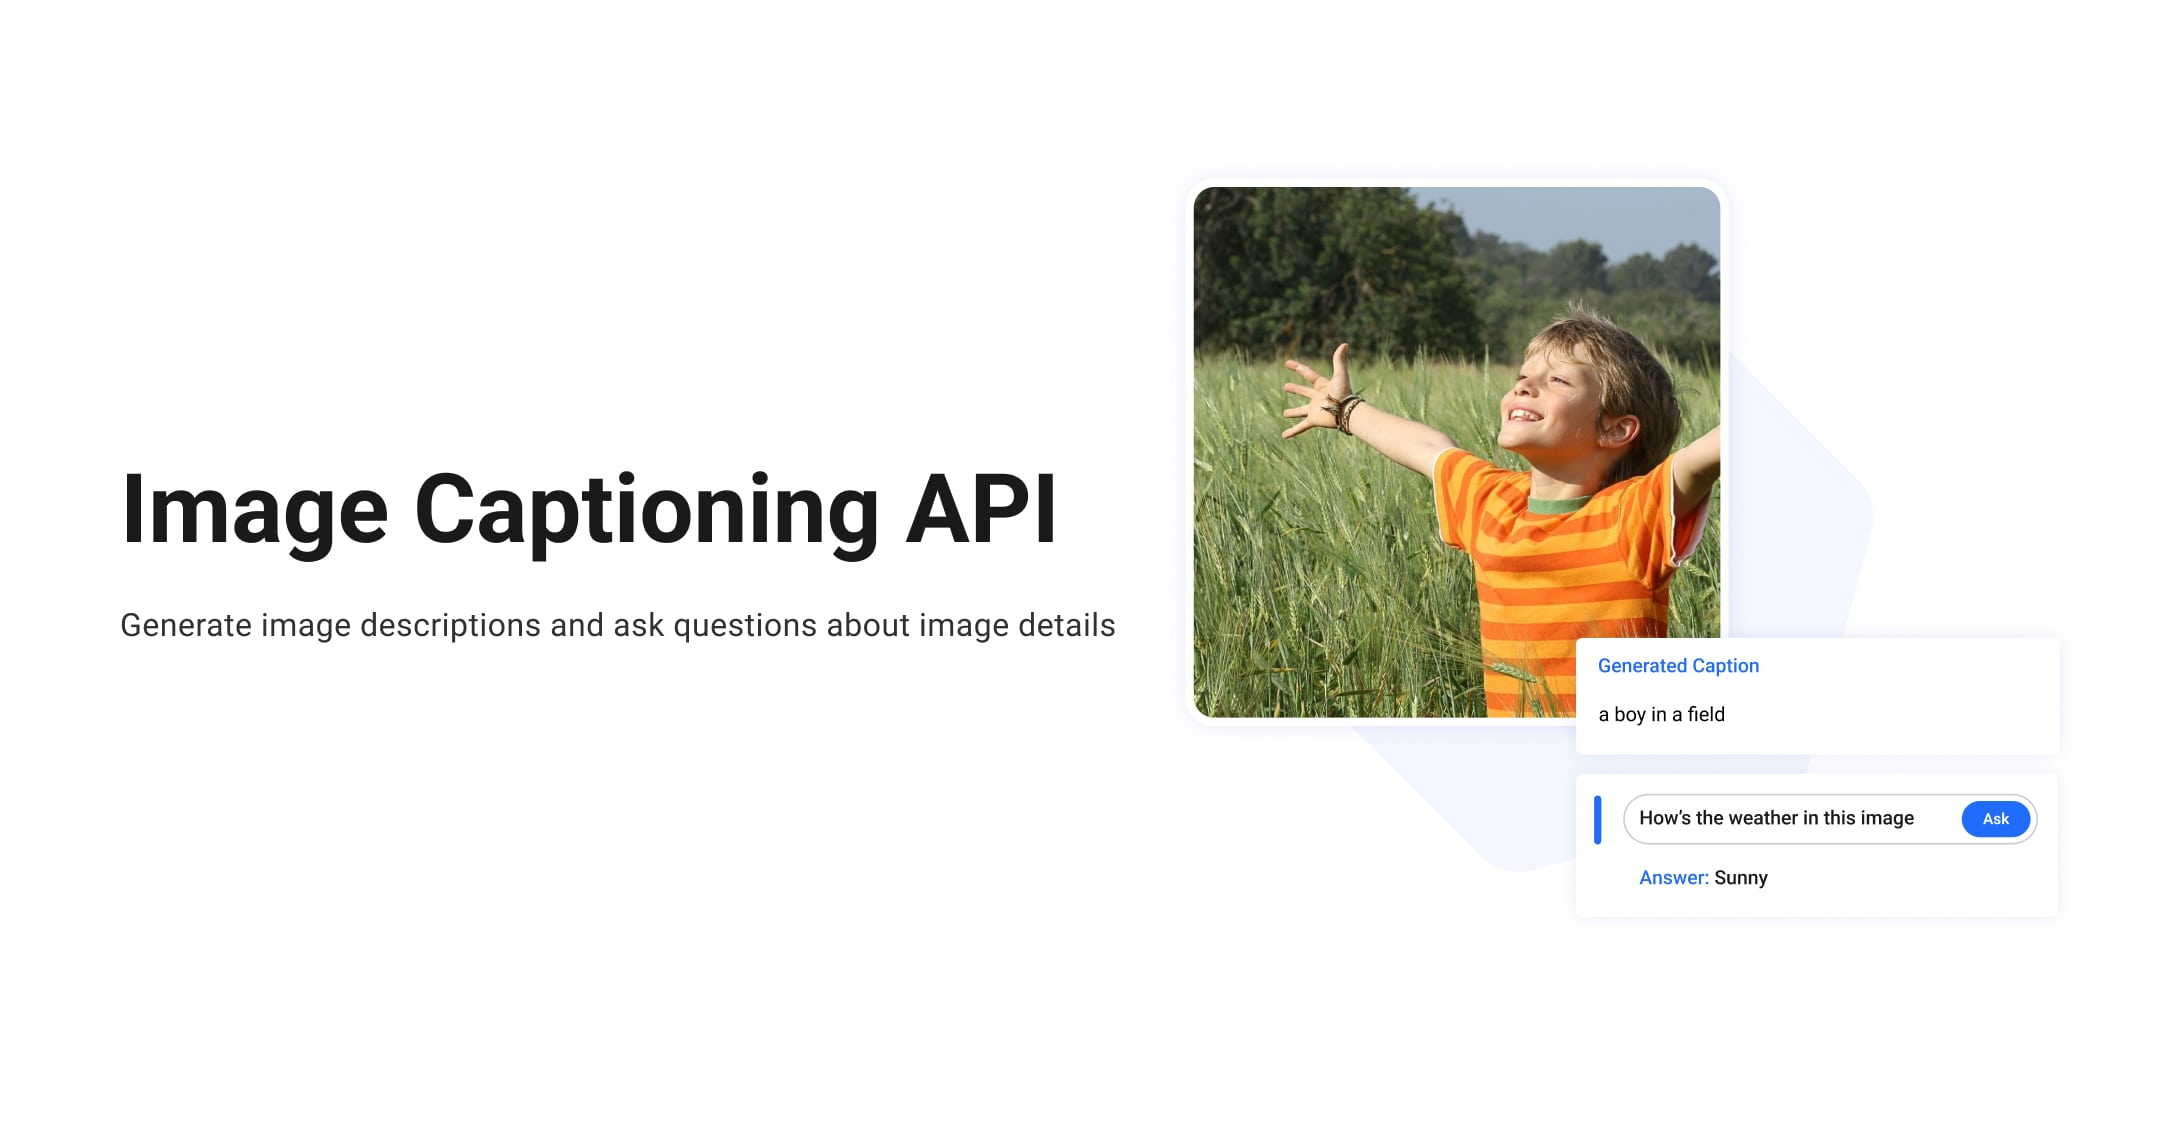 Image Captioning API
Generate image descriptions and ask questions about image details
Generated Caption
a boy in a field
How’s the weather in this image
Ask
Answer: Sunny